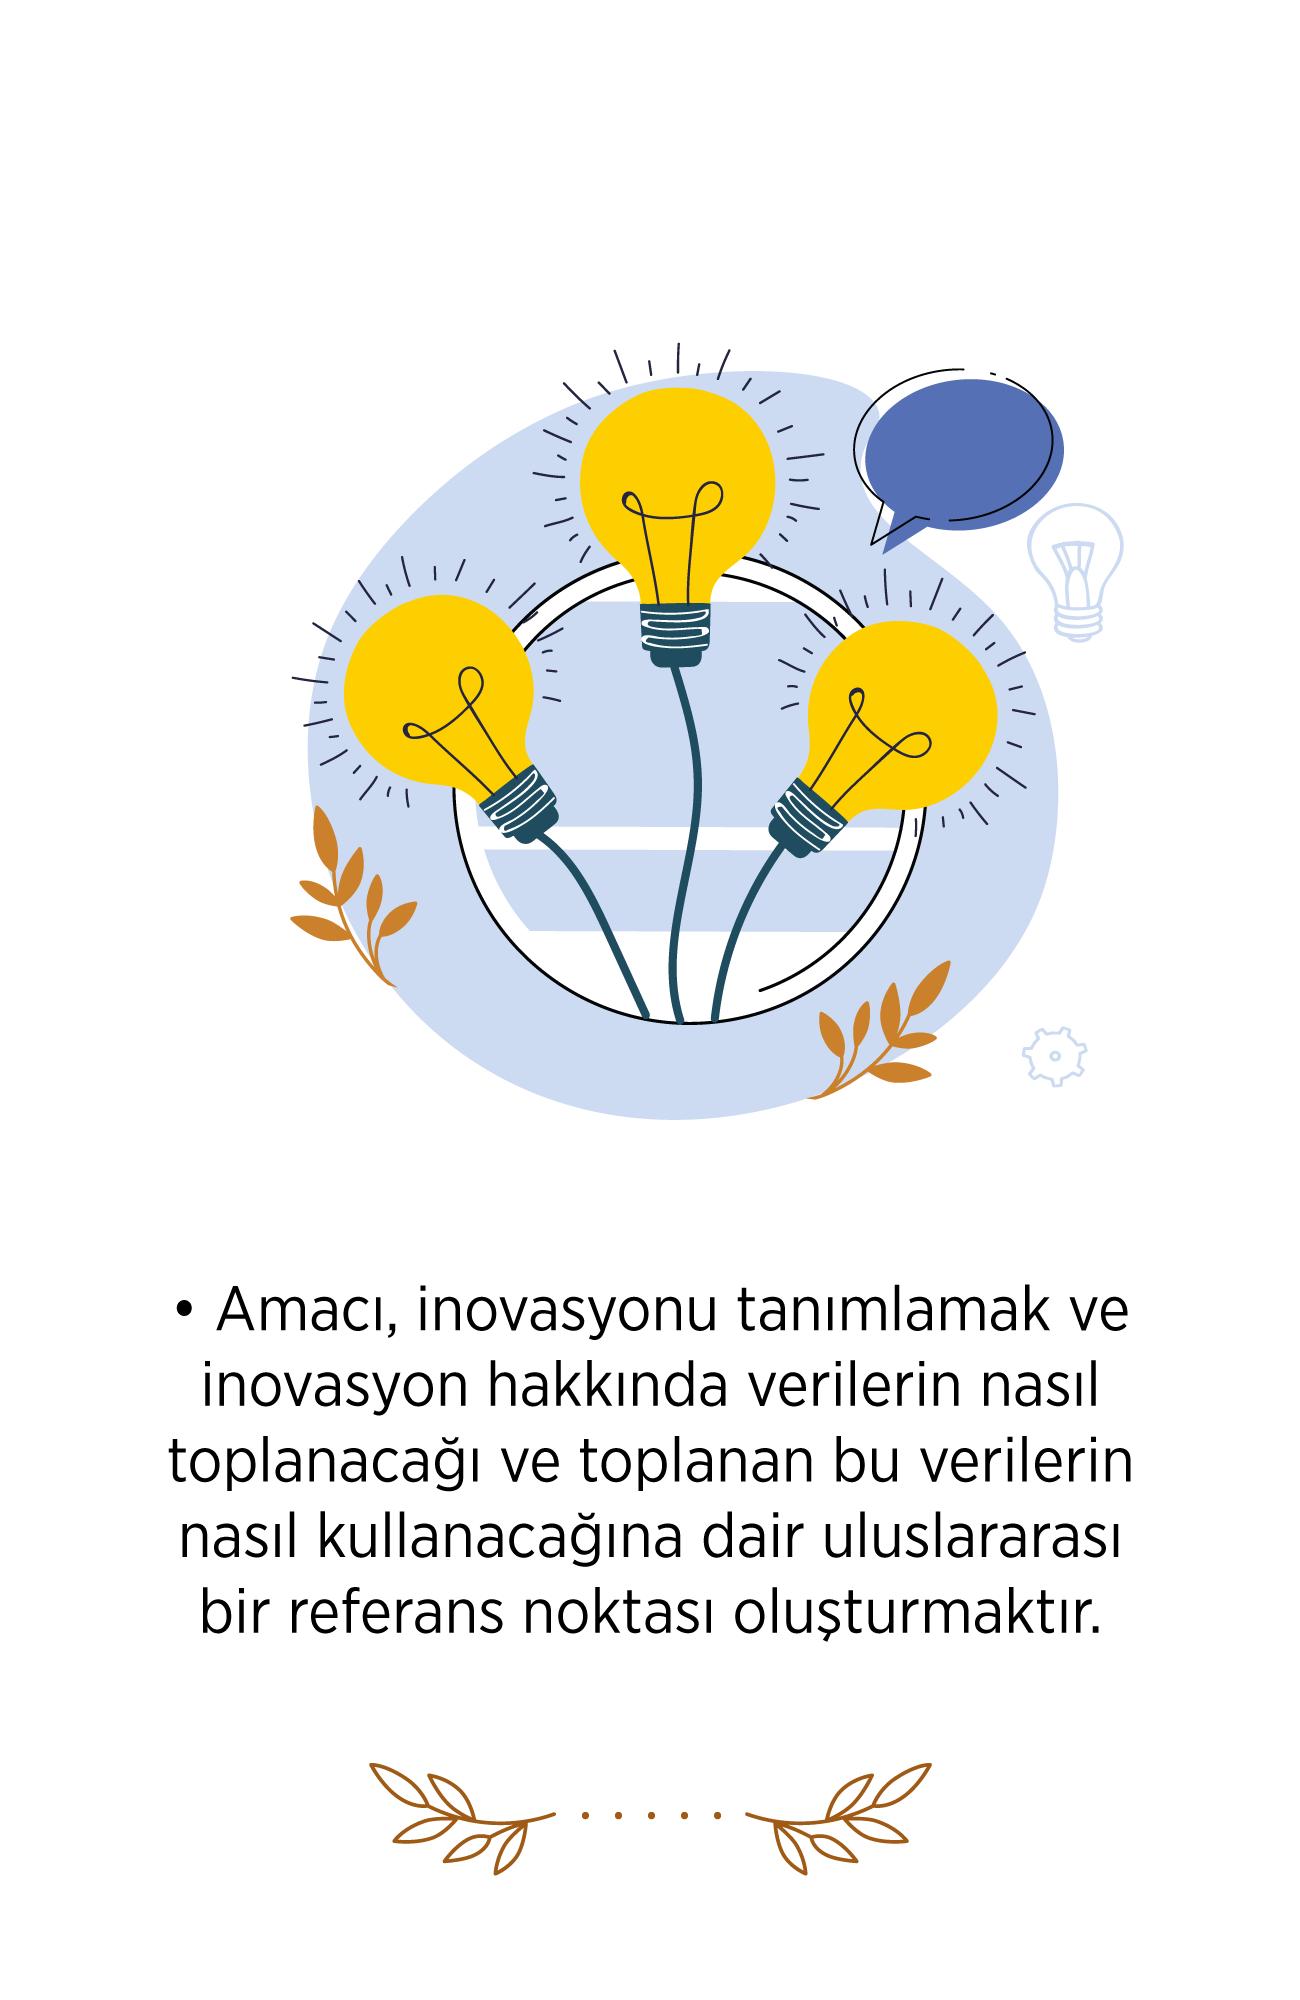 • Amacı, inovasyonu tanımlamak ve
inovasyon hakkında verilerin nasıl
toplanacağı ve toplanan bu verilerin
nasıl kullanacağına dair uluslararası
bir referans noktası oluşturmaktır.